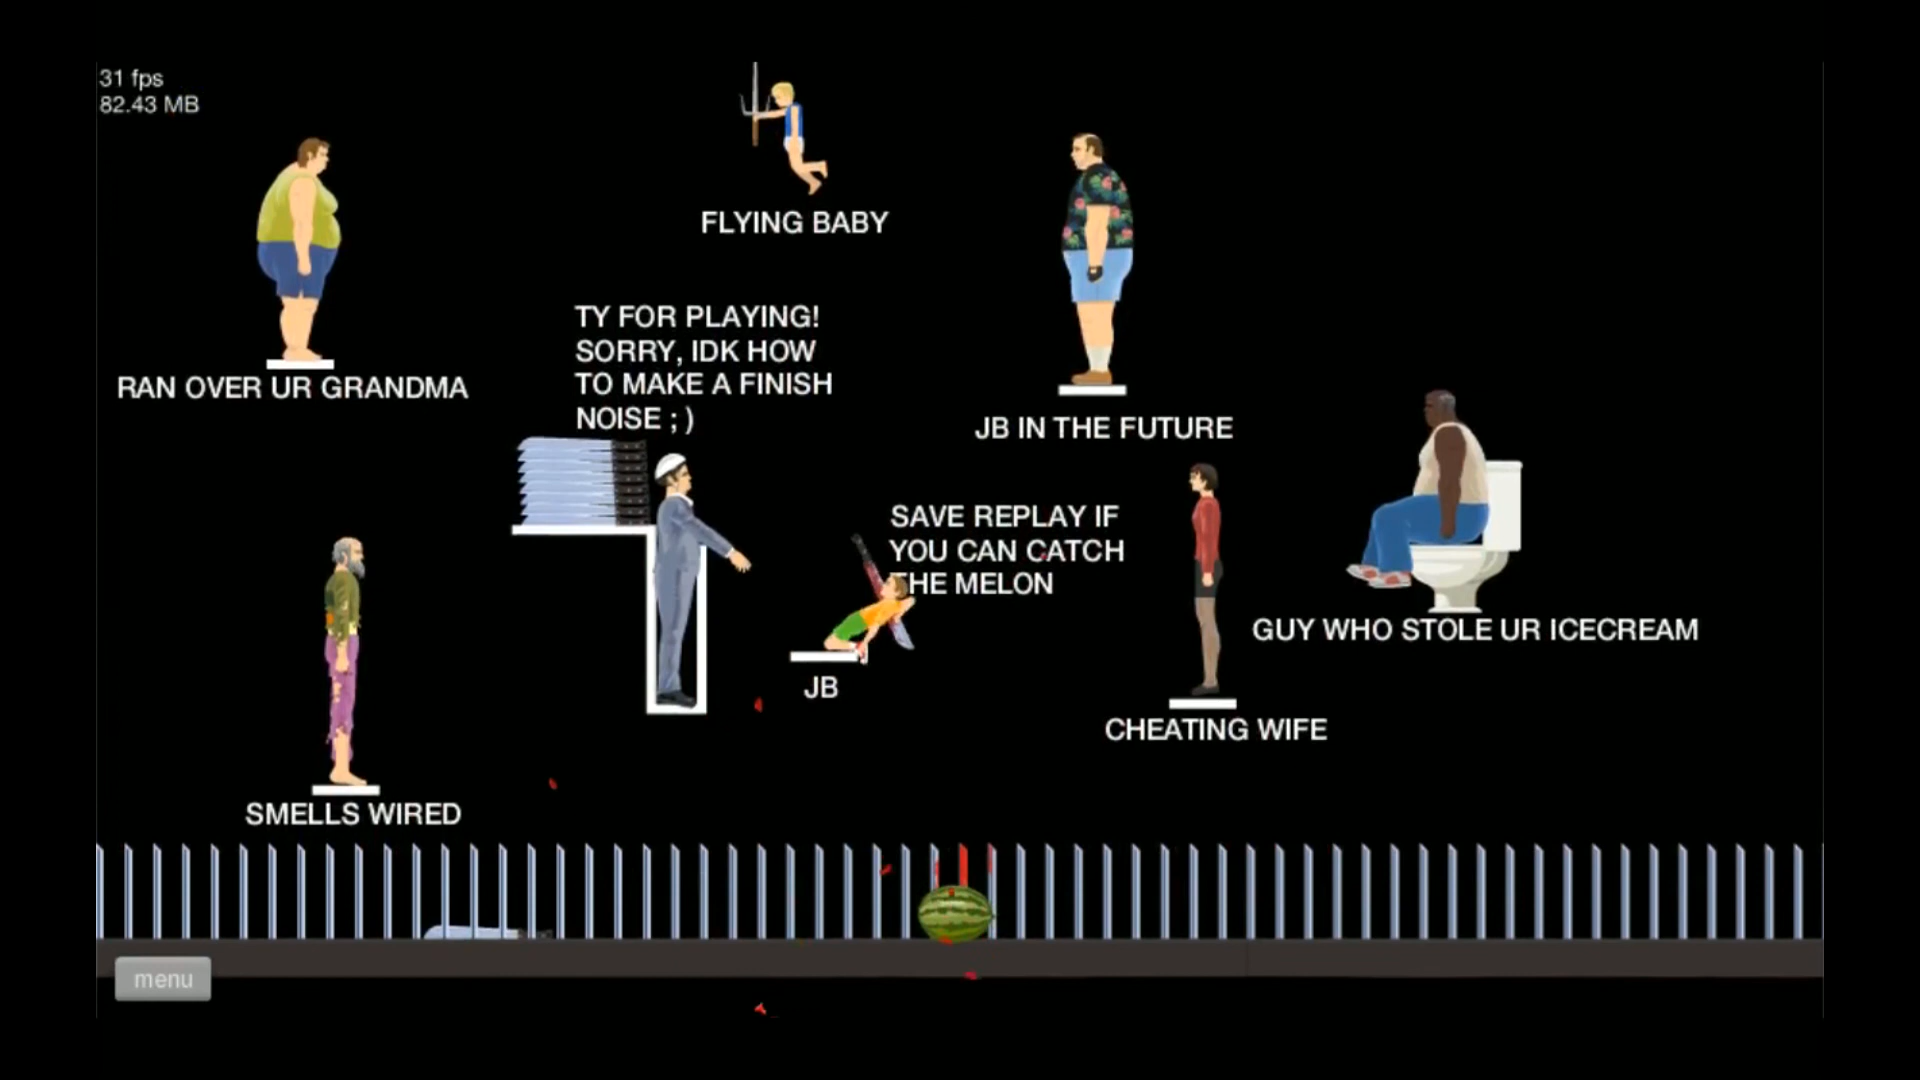 31 fps
82.43 MB
FLYING BABY
RAN OVER UR GRANDMA
TY FOR PLAYING!
SORRY, IDK HOW
TO MAKE A FINISH
NOISE ; )
JB IN THE FUTURE
SAVE REPLAY IF
YOU CAN CATCH
THE MELON
GUY WHO STOLE UR ICECREAM
JB
CHEATING WIFE
SMELLS WIRED
menu